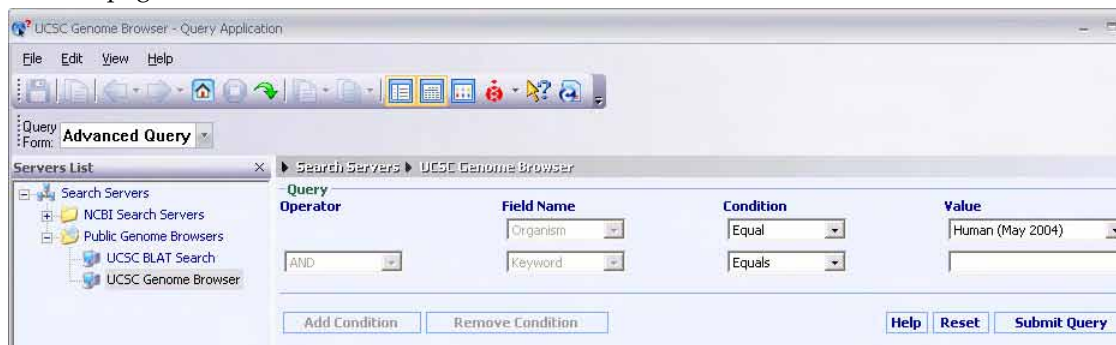 UCSC Genome Browser - Query Application
File Edit View Help
Query Form: Advanced Query
Servers List
Search Servers UCSC Genome Browser
Search Servers
NCBI Search Servers
Public Genome Browsers
UCSC BLAT Search
UCSC Genome Browser
Query
Operator Field Name Condition Value
Organism Equal Human (May 2004)
AND Keyword Equals
Add Condition Remove Condition Help Reset Submit Query